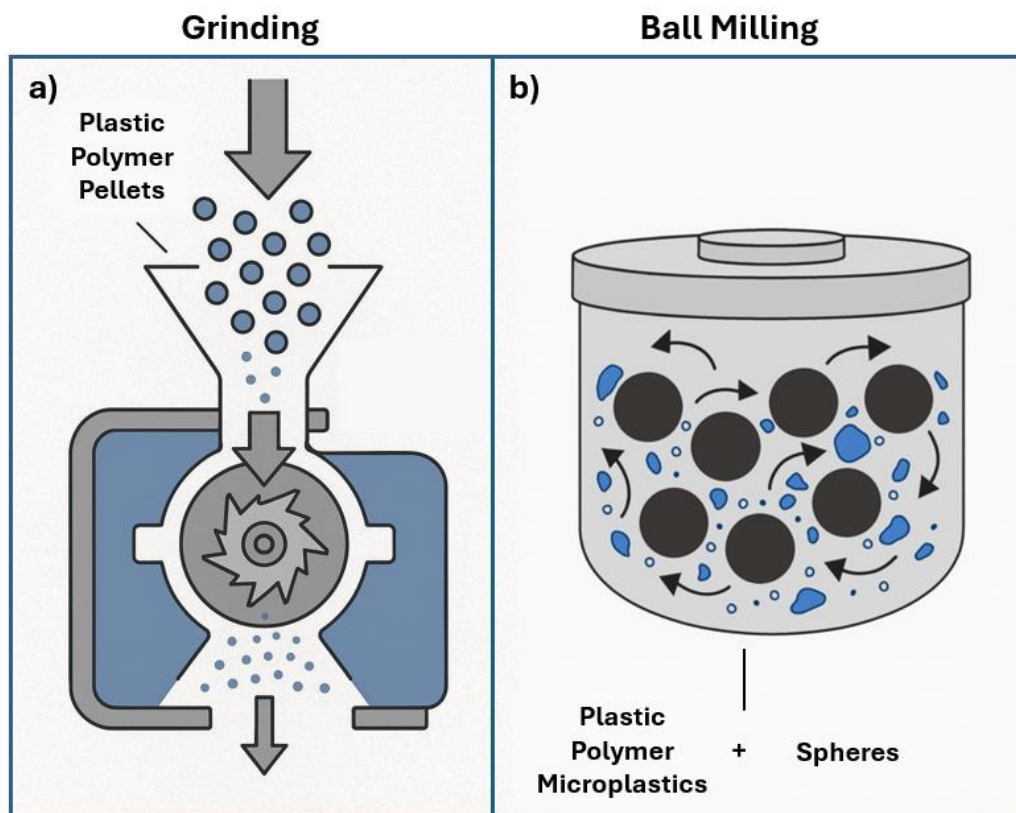 Grinding
Ball Milling
a)
Plastic
Polymer
Pellets
b)
Plastic
Polymer + Spheres
Microplastics